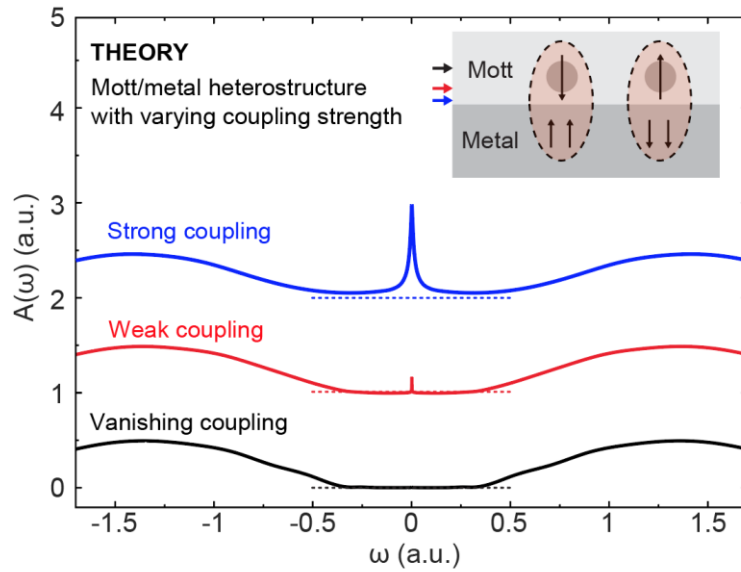 THEORY
Mott/metal heterostructure
with varying coupling strength
Mott
Metal
Strong coupling
Weak coupling
Vanishing coupling
A(ω) (a.u.)
5
4
3
2
1
0
-1.5
-1
-0.5
0
0.5
1
1.5
ω (a.u.)